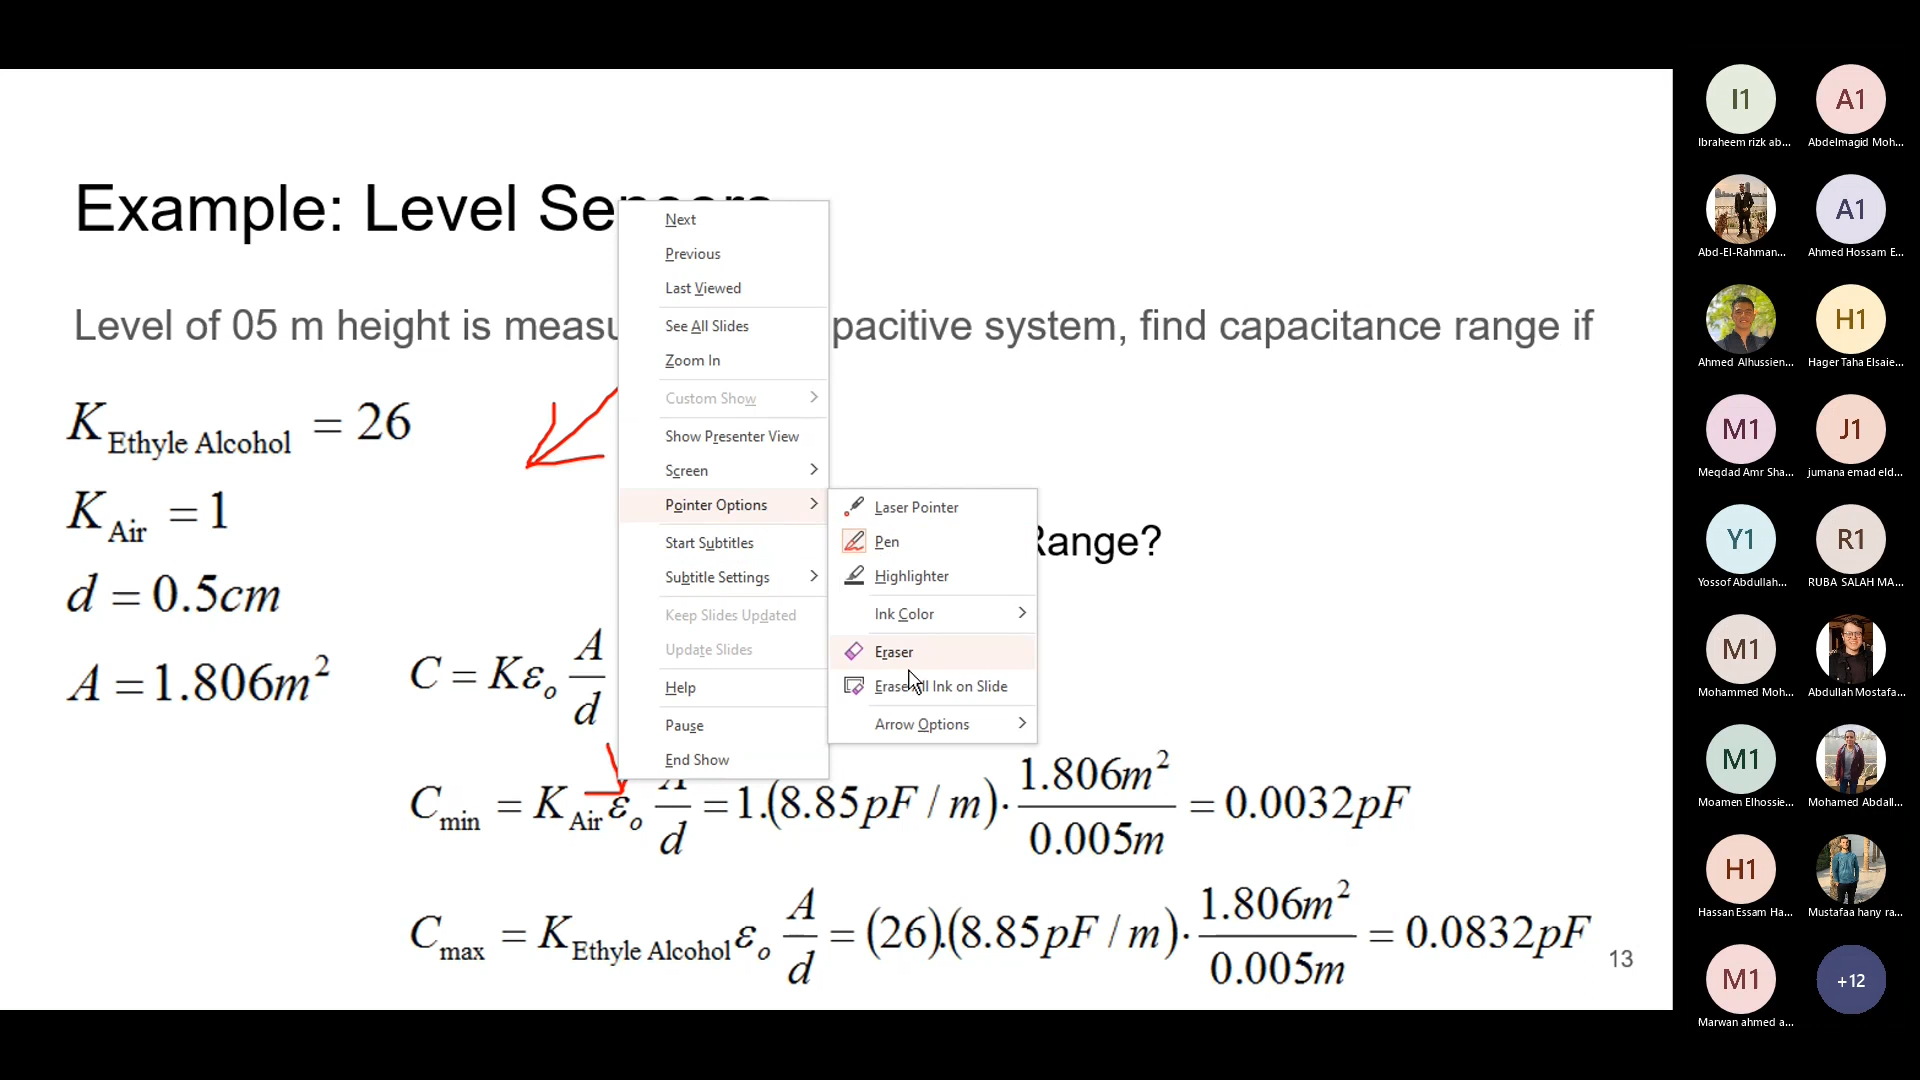 Example: Level Sensors
Level of 05 m height is measu
pacitive system, find capacitance range if
K Ethyle Alcohol = 26
K Air = 1
d = 0.5cm
A = 1.806m²
Range?
C = Kε₀ A/d
C min = K Air ε₀ A/d = 1.(8.85pF / m)· 1.806m²/0.005m = 0.0032pF
C max = K Ethyle Alcohol ε₀ A/d = (26).(8.85pF / m)· 1.806m²/0.005m = 0.0832pF
13
Next
Previous
Last Viewed
See All Slides
Zoom In
Custom Show
Show Presenter View
Screen
Pointer Options
Start Subtitles
Subtitle Settings
Keep Slides Updated
Update Slides
Help
Pause
End Show
Laser Pointer
Pen
Highlighter
Ink Color
Eraser
Erase All Ink on Slide
Arrow Options
I1
Ibraheem rizk ab...
A1
Abdelmagid Moh...
Abd-El-Rahman...
A1
Ahmed Hossam E...
Ahmed Alhussien...
H1
Hager Taha Elsaie...
M1
Meqdad Amr Sha...
J1
jumana emad eld...
Y1
Yossof Abdullah...
R1
RUBA SALAH MA...
M1
Mohammed Moh...
Abdullah Mostafa...
M1
Moamen Elhossie...
Mohamed Abdall...
H1
Hassan Essam Ha...
Mustafaa hany ra...
M1
Marwan ahmed a...
+12